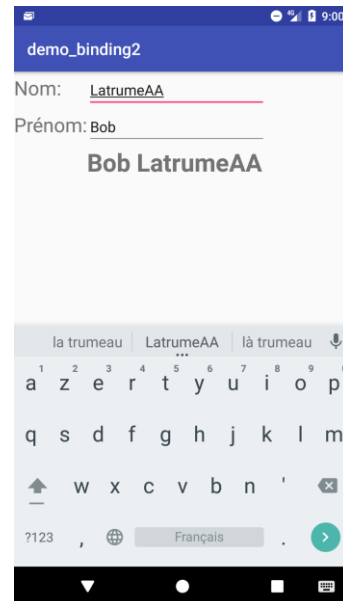 4G 9:00
demo_binding2
Nom: LatrumeAA
Prénom: Bob
Bob LatrumeAA
la trumeau LatrumeAA là trumeau
1 2 3 4 5 6 7 8 9
a z e r t y u i o p
q s d f g h j k l m
w x c v b n '
?123 , Français .